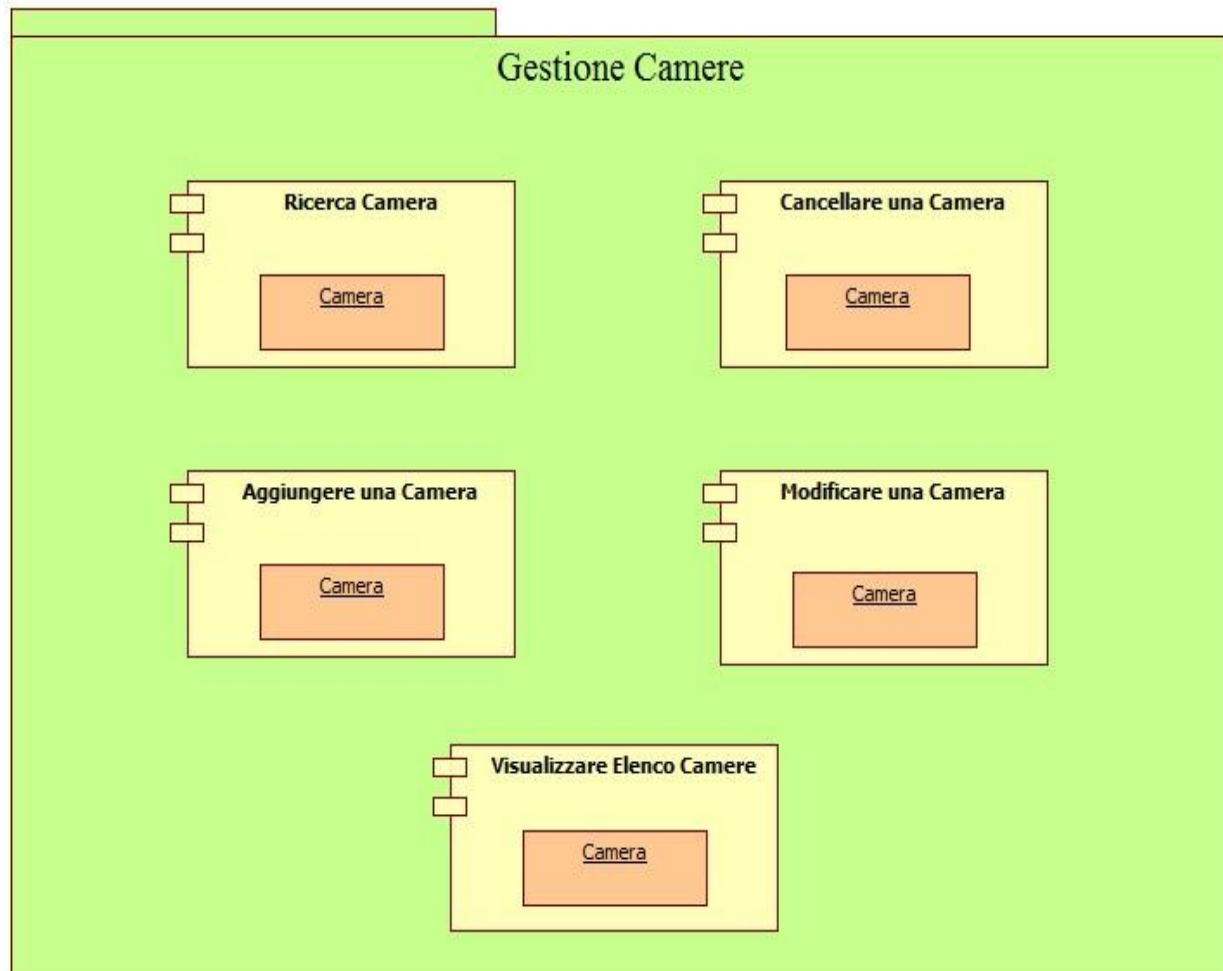 Gestione Camere
Ricerca Camera
Camera
Cancellare una Camera
Camera
Aggiungere una Camera
Camera
Modificare una Camera
Camera
Visualizzare Elenco Camere
Camera